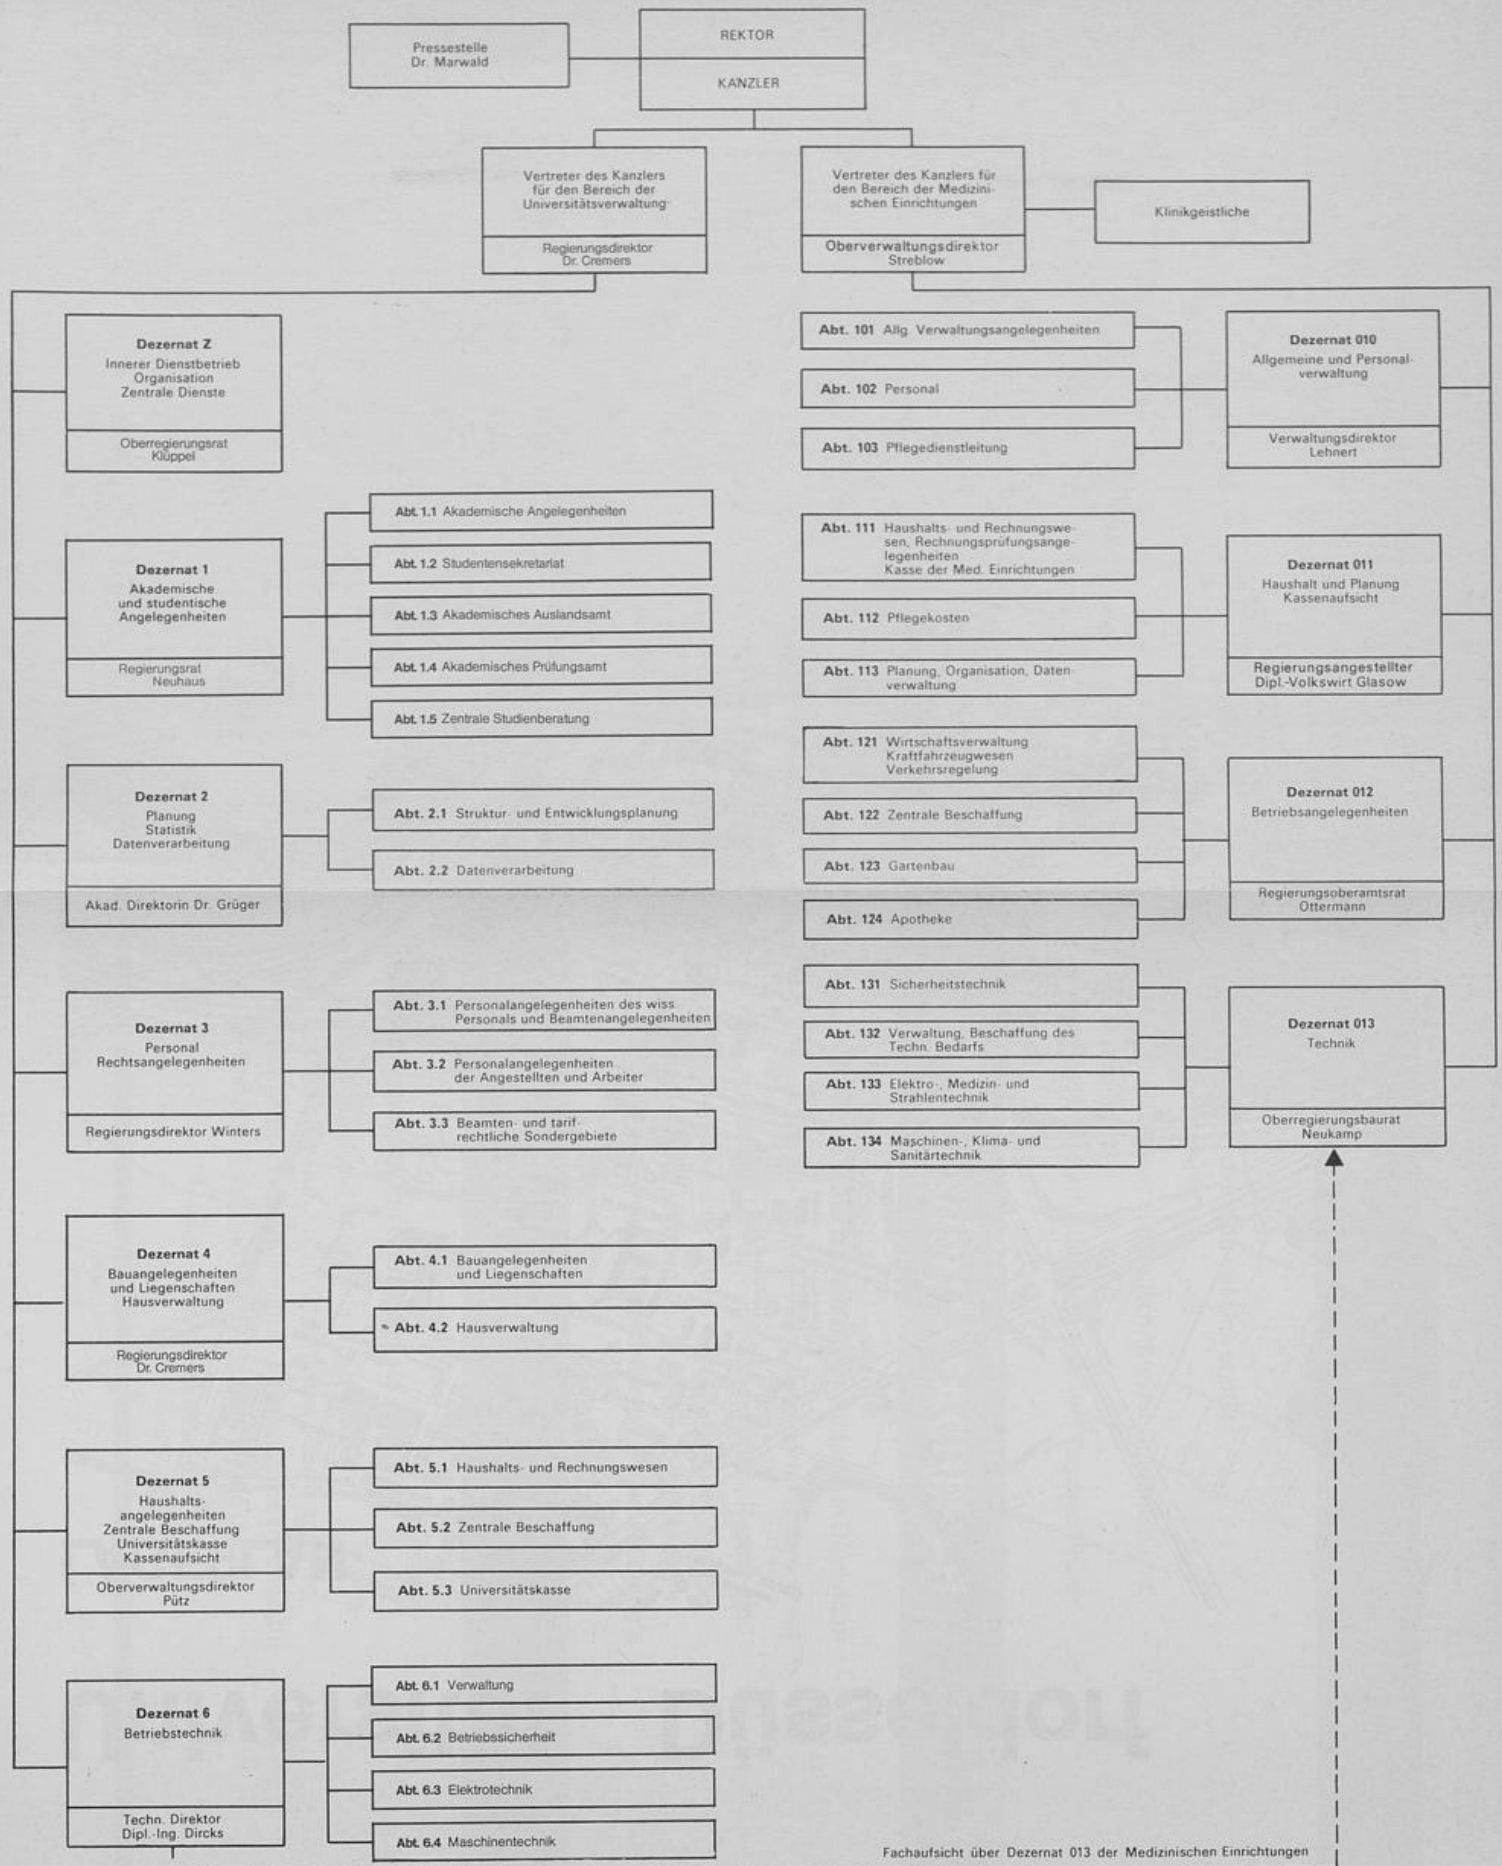 Pressestelle
Dr. Marwald
REKTOR
KANZLER
Vertreter des Kanzlers
für den Bereich der
Universitätsverwaltung
Regierungsdirektor
Dr. Cremers
Vertreter des Kanzlers für
den Bereich der Medizini-
schen Einrichtungen
Oberverwaltungsdirektor
Streblow
Klinikgeistliche
Dezernat Z
Innerer Dienstbetrieb
Organisation
Zentrale Dienste
Oberregierungsrat
Klüppel
Dezernat 1
Akademische
und studentische
Angelegenheiten
Regierungsrat
Neuhaus
Abt. 1.1 Akademische Angelegenheiten
Abt. 1.2 Studentensekretariat
Abt. 1.3 Akademisches Auslandsamt
Abt. 1.4 Akademisches Prüfungsamt
Abt. 1.5 Zentrale Studienberatung
Dezernat 2
Planung
Statistik
Datenverarbeitung
Akad. Direktorin Dr. Grüger
Abt. 2.1 Struktur- und Entwicklungsplanung
Abt. 2.2 Datenverarbeitung
Dezernat 3
Personal
Rechtsangelegenheiten
Regierungsdirektor Winters
Abt. 3.1 Personalangelegenheiten des wiss.
Personals und Beamtenangelegenheiten
Abt. 3.2 Personalangelegenheiten
der Angestellten und Arbeiter
Abt. 3.3 Beamten- und tarif-
rechtliche Sondergebiete
Dezernat 4
Bauangelegenheiten
und Liegenschaften
Hausverwaltung
Regierungsdirektor
Dr. Cremers
Abt. 4.1 Bauangelegenheiten
und Liegenschaften
Abt. 4.2 Hausverwaltung
Dezernat 5
Haushalts-
angelegenheiten
Zentrale Beschaffung
Universitätskasse
Kassenaufsicht
Oberverwaltungsdirektor
Pütz
Abt. 5.1 Haushalts- und Rechnungswesen
Abt. 5.2 Zentrale Beschaffung
Abt. 5.3 Universitätskasse
Dezernat 6
Betriebstechnik
Techn. Direktor
Dipl.-Ing. Dircks
Abt. 6.1 Verwaltung
Abt. 6.2 Betriebssicherheit
Abt. 6.3 Elektrotechnik
Abt. 6.4 Maschinentechnik
Abt. 101 Allg. Verwaltungsangelegenheiten
Abt. 102 Personal
Abt. 103 Pflegedienstleitung
Dezernat 010
Allgemeine und Personal-
verwaltung
Verwaltungsdirektor
Lehnert
Abt. 111 Haushalts- und Rechnungswe-
sen, Rechnungsprüfungsange-
legenheiten
Kasse der Med. Einrichtungen
Abt. 112 Pflegekosten
Abt. 113 Planung, Organisation, Daten-
verwaltung
Dezernat 011
Haushalt und Planung
Kassenaufsicht
Regierungsangestellter
Dipl.-Volkswirt Glasow
Abt. 121 Wirtschaftsverwaltung
Kraftfahrzeugwesen
Verkehrsregelung
Abt. 122 Zentrale Beschaffung
Abt. 123 Gartenbau
Abt. 124 Apotheke
Dezernat 012
Betriebsangelegenheiten
Regierungsoberamtsrat
Ottermann
Abt. 131 Sicherheitstechnik
Abt. 132 Verwaltung, Beschaffung des
Techn. Bedarfs
Abt. 133 Elektro-, Medizin- und
Strahlentechnik
Abt. 134 Maschinen-, Klima- und
Sanitärtechnik
Dezernat 013
Technik
Oberregierungsbaurat
Neukamp
Fachaufsicht über Dezernat 013 der Medizinischen Einrichtungen